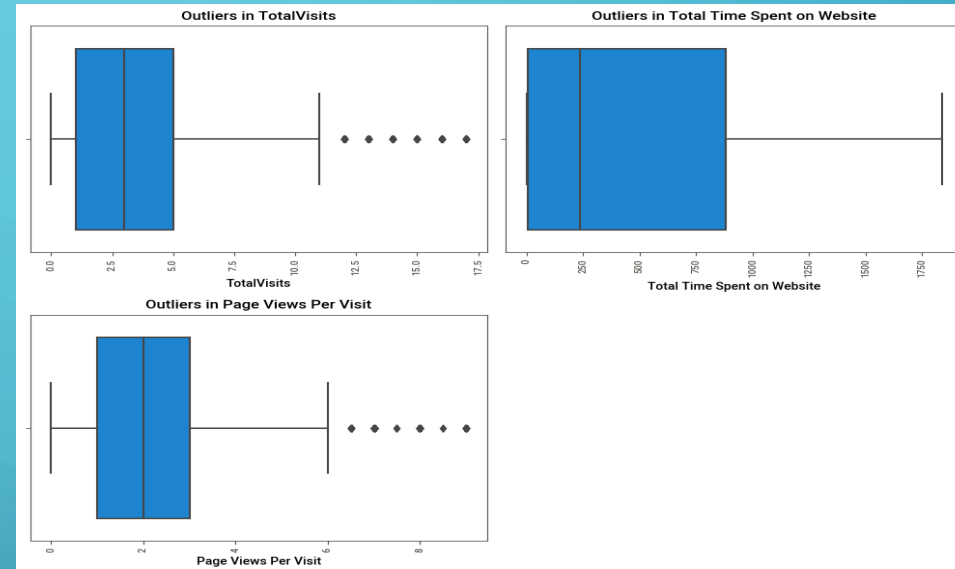 Outliers in TotalVisits
0.0 2.5 5.0 7.5 10.0 12.5 15.0 17.5
TotalVisits
Outliers in Total Time Spent on Website
0 250 500 750 1000 1250 1500 1750
Total Time Spent on Website
Outliers in Page Views Per Visit
0 2 4 6 8
Page Views Per Visit